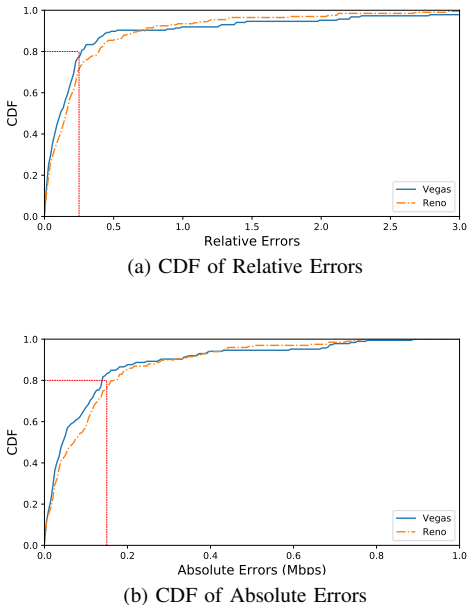 1.0
0.8
0.6
0.4
0.2
0.0
CDF
0.0 0.5 1.0 1.5 2.0 2.5 3.0
Relative Errors
Vegas
Reno
(a) CDF of Relative Errors
1.0
0.8
0.6
0.4
0.2
0.0
CDF
0.0 0.2 0.4 0.6 0.8 1.0
Absolute Errors (Mbps)
Vegas
Reno
(b) CDF of Absolute Errors